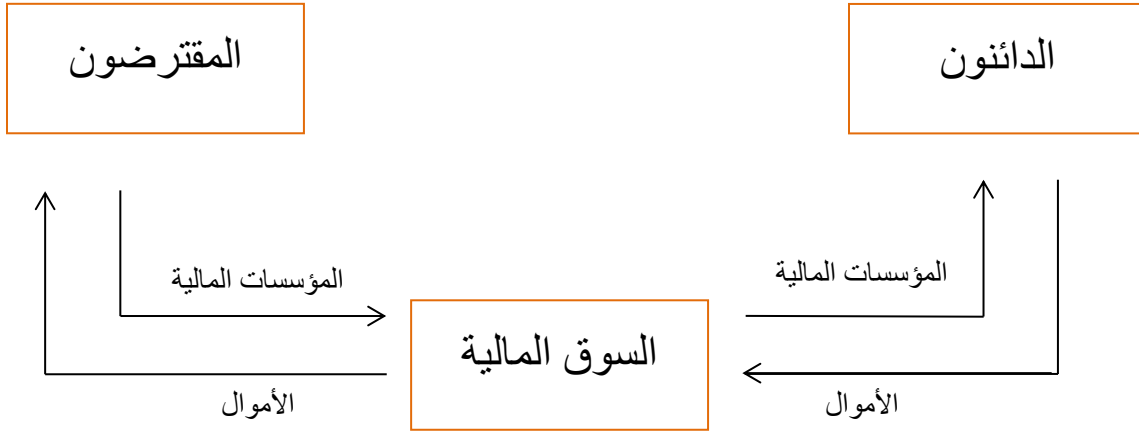 الدائنون
المقترضون
المؤسسات المالية
المؤسسات المالية
السوق المالية
الأموال
الأموال